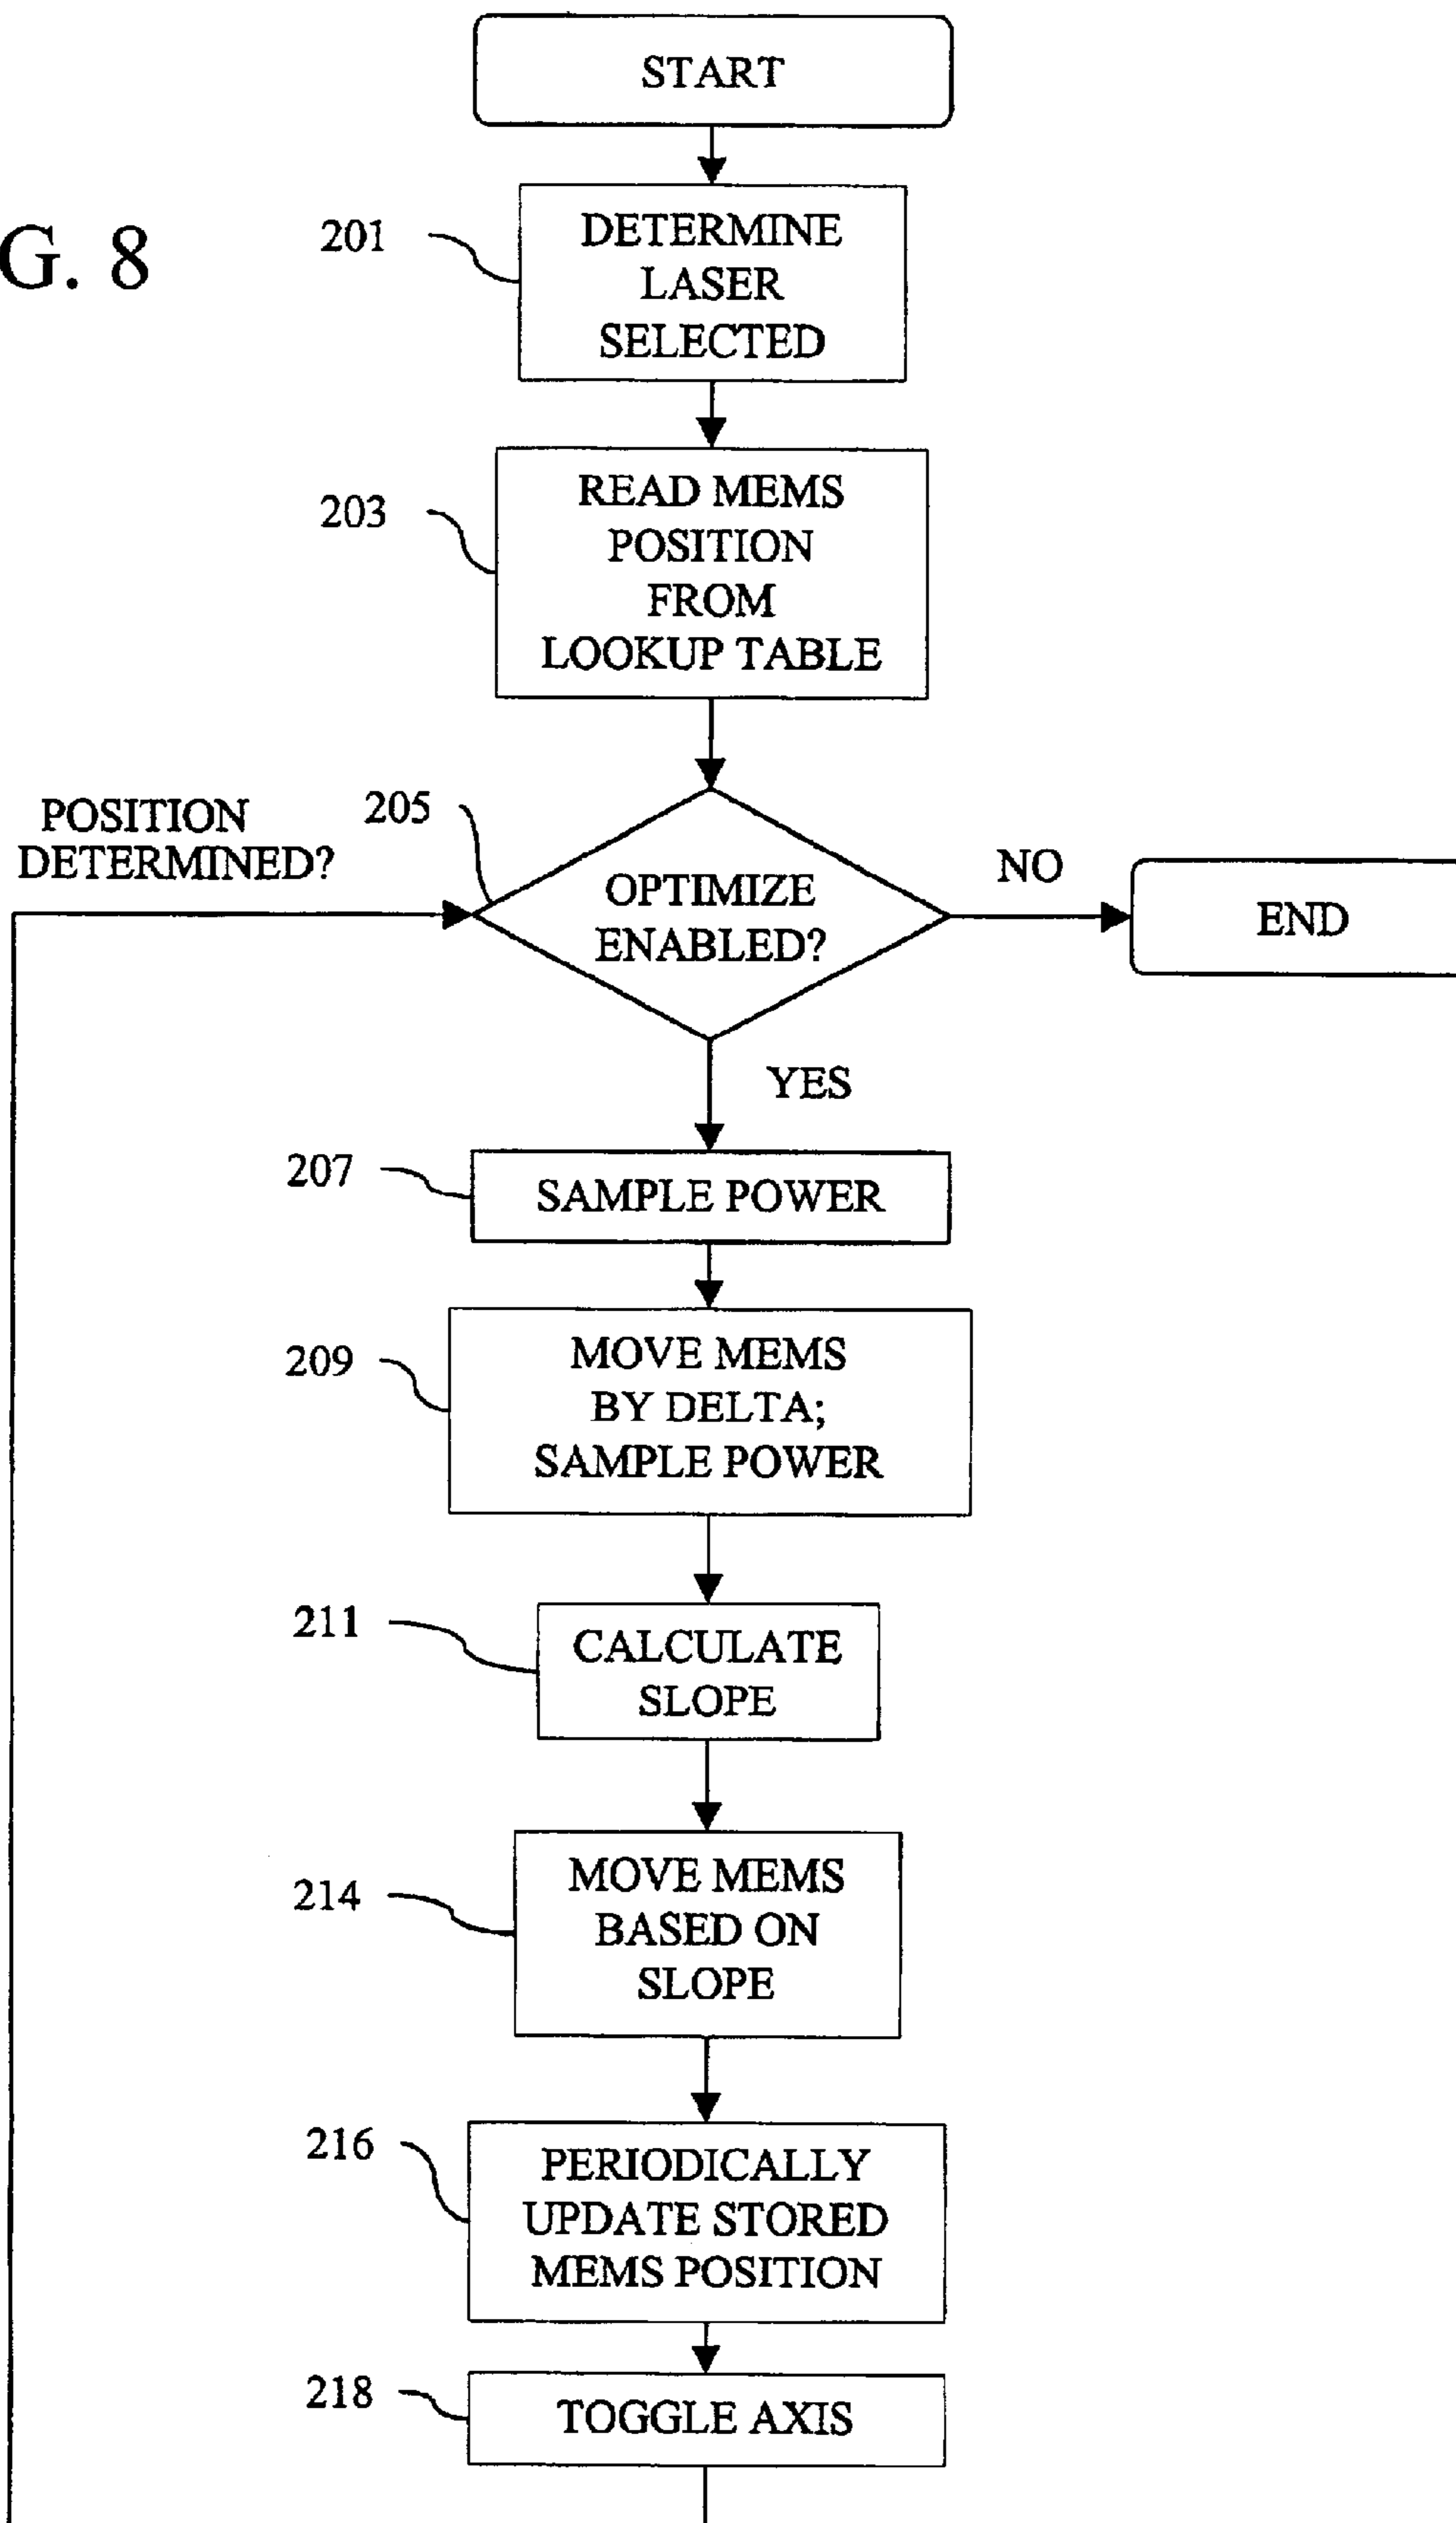 START
G. 8
201
DETERMINE
LASER
SELECTED
203
READ MEMS
POSITION
FROM
LOOKUP TABLE
POSITION
DETERMINED?
205
OPTIMIZE
ENABLED?
NO
END
YES
207
SAMPLE POWER
209
MOVE MEMS
BY DELTA;
SAMPLE POWER
211
CALCULATE
SLOPE
214
MOVE MEMS
BASED ON
SLOPE
216
PERIODICALLY
UPDATE STORED
MEMS POSITION
218
TOGGLE AXIS